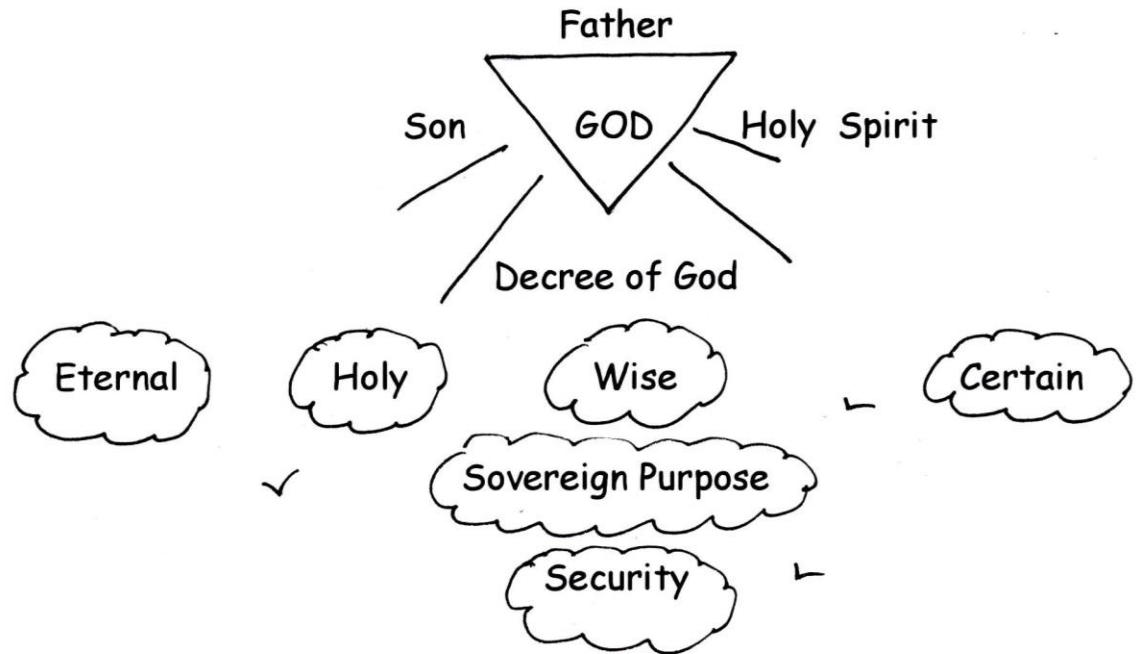 Father
Son GOD Holy Spirit
Decree of God
Eternal Holy Wise Certain
Sovereign Purpose
Security